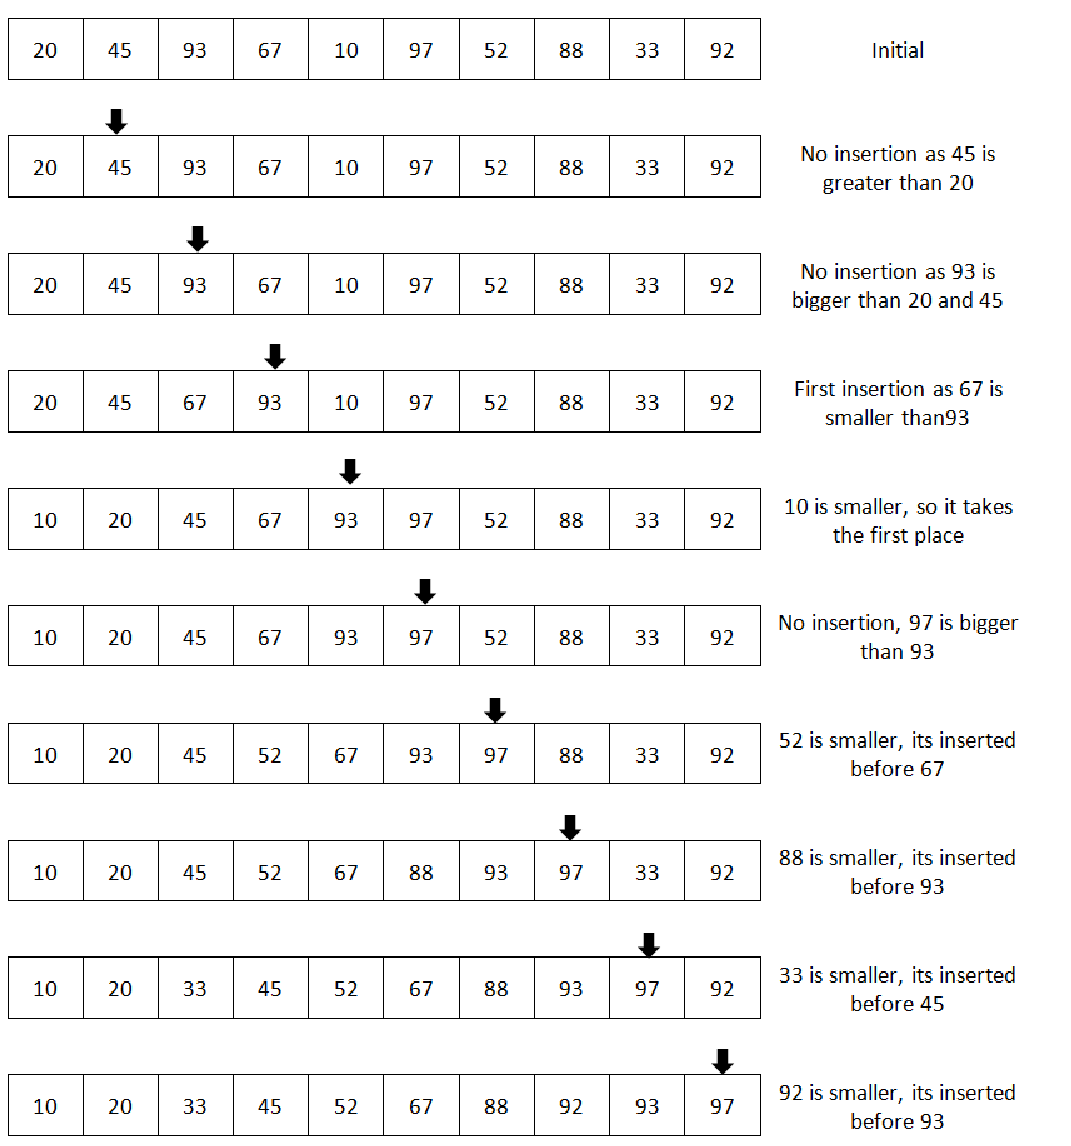 20 45 93 67 10 97 52 88 33 92 Initial
20 45 93 67 10 97 52 88 33 92
No insertion as 45 is
greater than 20
20 45 93 67 10 97 52 88 33 92
No insertion as 93 is
bigger than 20 and 45
20 45 67 93 10 97 52 88 33 92
First insertion as 67 is
smaller than93
10 20 45 67 93 97 52 88 33 92
10 is smaller, so it takes
the first place
10 20 45 67 93 97 52 88 33 92
No insertion, 97 is bigger
than 93
10 20 45 52 67 93 97 88 33 92
52 is smaller, its inserted
before 67
10 20 45 52 67 88 93 97 33 92
88 is smaller, its inserted
before 93
10 20 33 45 52 67 88 93 97 92
33 is smaller, its inserted
before 45
10 20 33 45 52 67 88 92 93 97
92 is smaller, its inserted
before 93